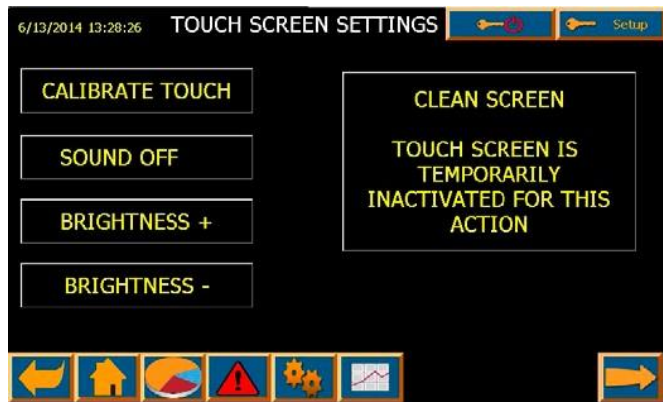 6/13/2014 13:28:26
TOUCH SCREEN SETTINGS
Setup
CALIBRATE TOUCH
SOUND OFF
BRIGHTNESS +
BRIGHTNESS -
CLEAN SCREEN
TOUCH SCREEN IS
TEMPORARILY
INACTIVATED FOR THIS
ACTION